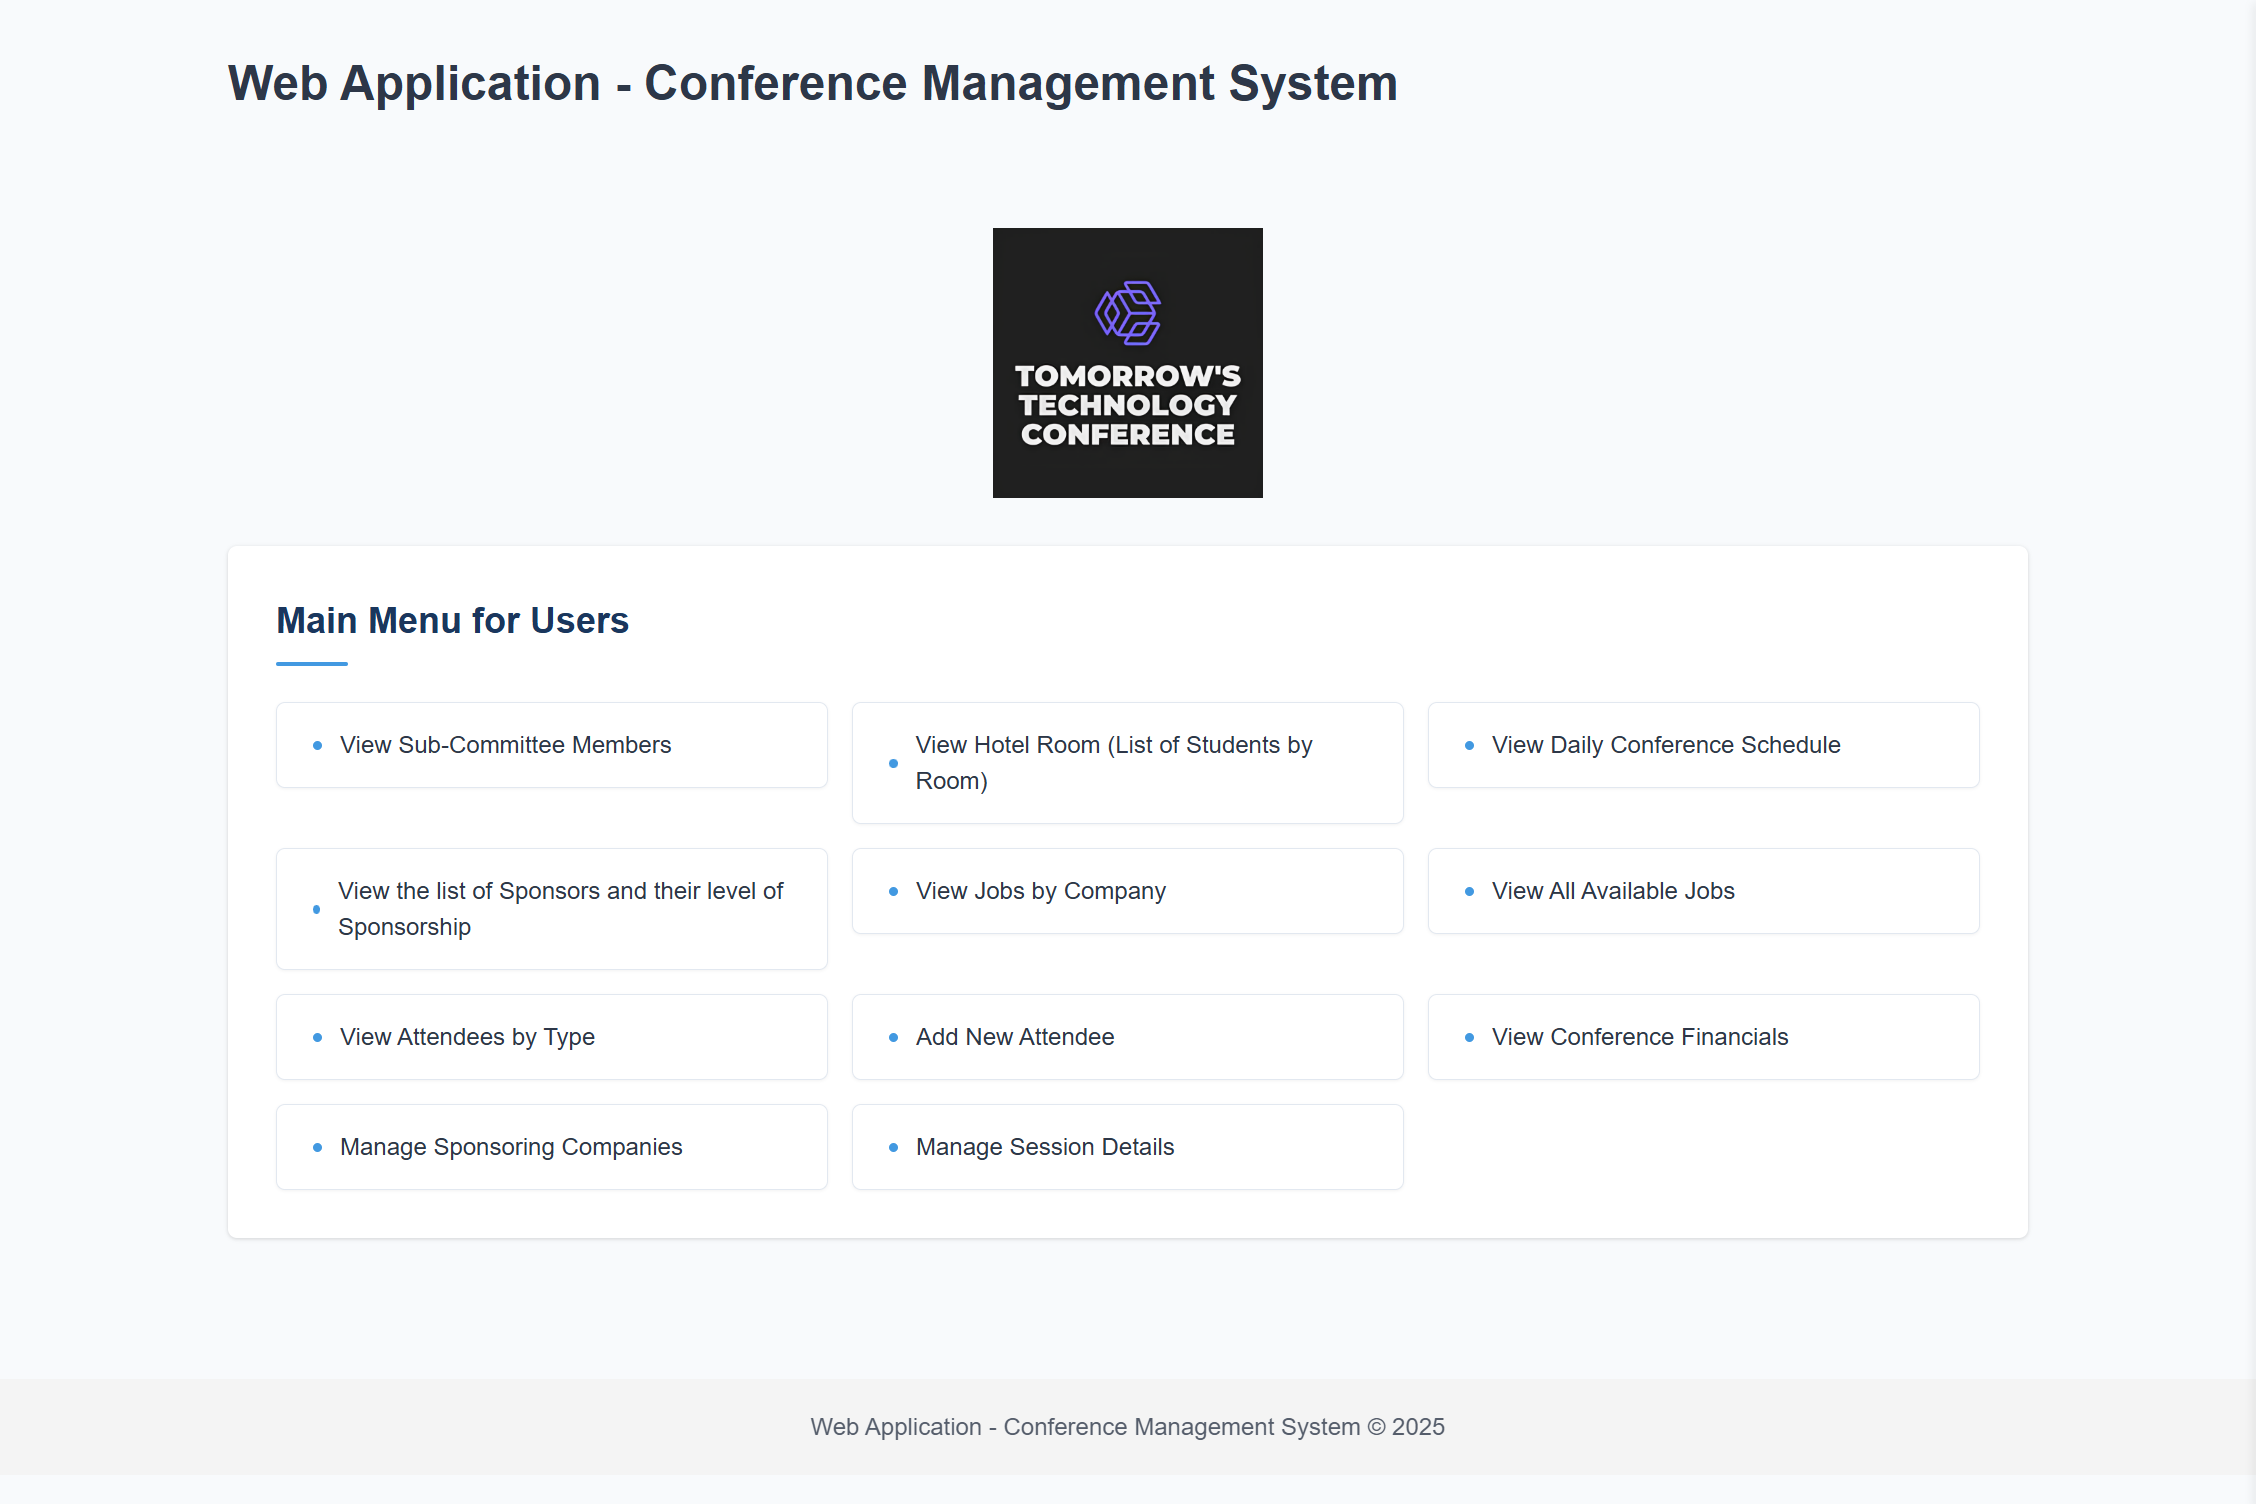 Web Application - Conference Management System
TOMORROW'S
TECHNOLOGY
CONFERENCE
Main Menu for Users
View Sub-Committee Members
View Hotel Room (List of Students by
Room)
View Daily Conference Schedule
View the list of Sponsors and their level of
Sponsorship
View Jobs by Company
View All Available Jobs
View Attendees by Type
Add New Attendee
View Conference Financials
Manage Sponsoring Companies
Manage Session Details
Web Application - Conference Management System © 2025